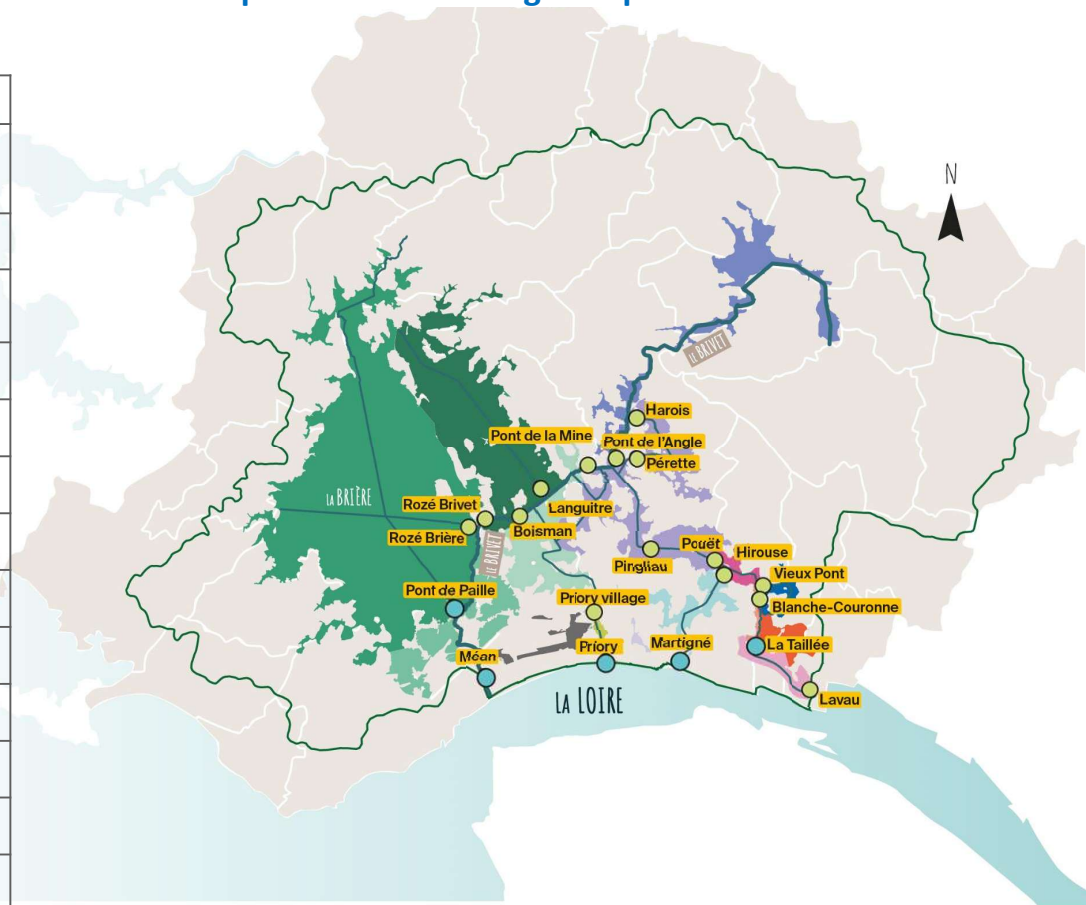 N
Harois
Pont de la Mine
Pont de l'Angle
Pérette
LE BRIVET
LA BRIÈRE
Rozé Brivet
Languitre
Rozé Brière
Boisman
LE BRIVET
Pouët
Hirouse
Pingliau
Vieux Pont
Pont de Paille
Priory village
Blanche-Couronne
Méan
Priory
Martigné
La Taillée
LA LOIRE
Lavau